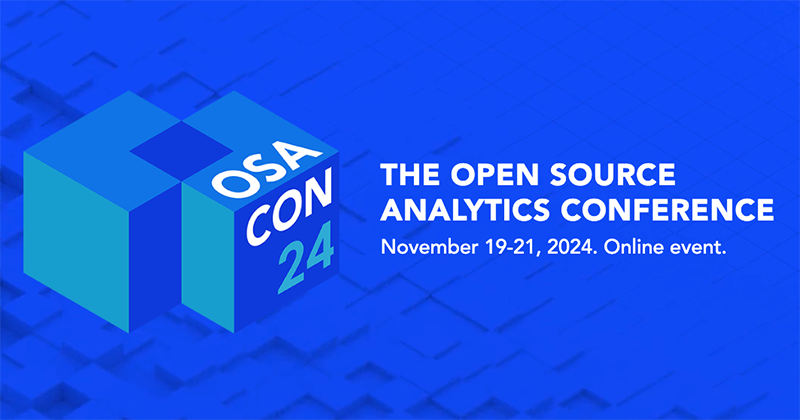 OSA
CON
24
THE OPEN SOURCE
ANALYTICS CONFERENCE
November 19-21, 2024. Online event.